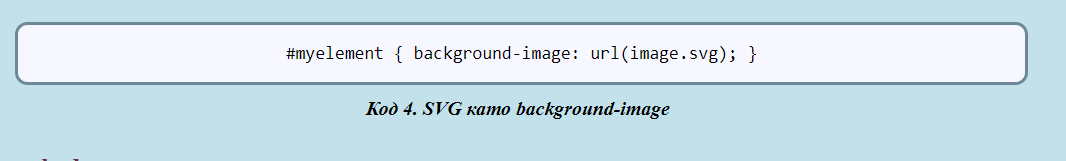 #myelement { background-image: url(image.svg); }
Код 4. SVG като background-image